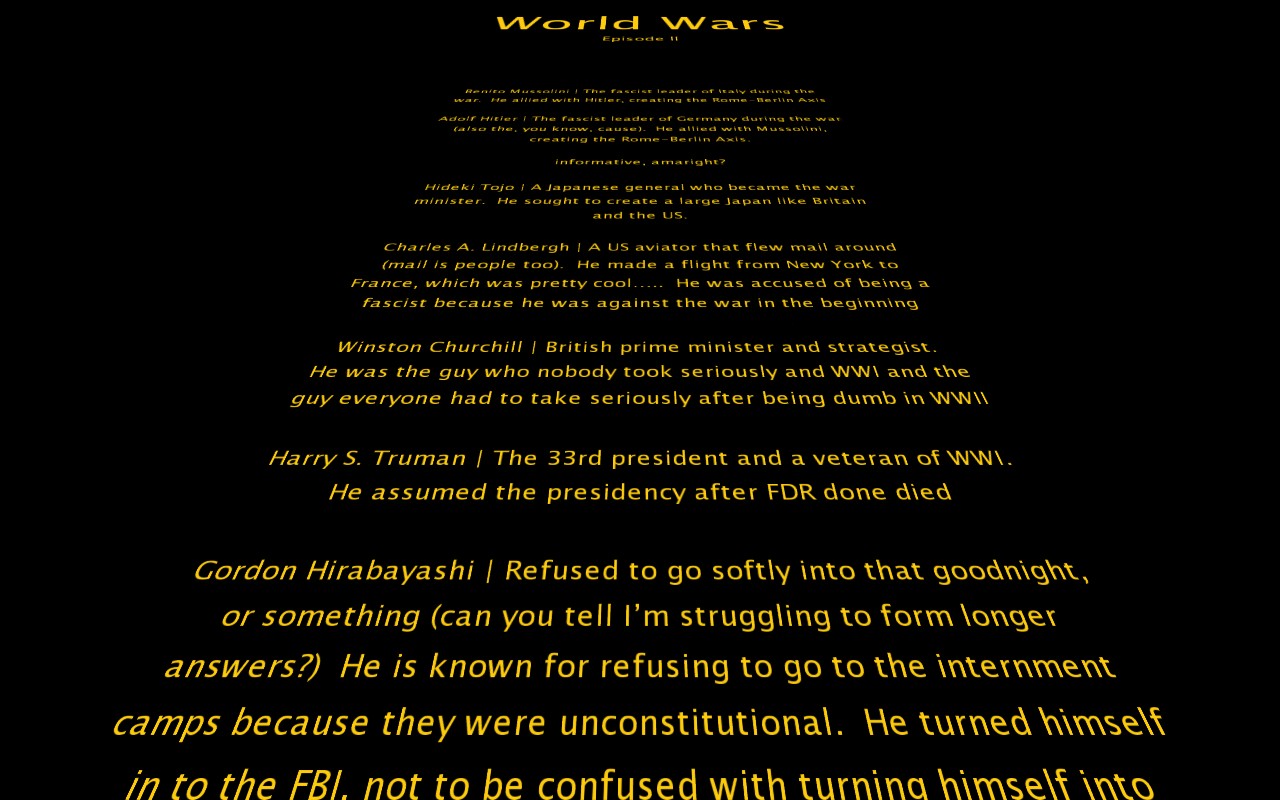 World Wars
Episode II
Benito Mussolini | The fascist leader of Italy during the
war.  He allied with Hitler, creating the Rome-Berlin Axis
Adolf Hitler | The fascist leader of Germany during the war
(also the, you know, cause).  He allied with Mussolini,
creating the Rome-Berlin Axis.
informative, amaright?
Hideki Tojo | A Japanese general who became the war
minister.  He sought to create a large Japan like Britain
and the US.
Charles A. Lindbergh | A US aviator that flew mail around
(mail is people too).  He made a flight from New York to
France, which was pretty cool.....  He was accused of being a
fascist because he was against the war in the beginning
Winston Churchill | British prime minister and strategist.
He was the guy who nobody took seriously and WWI and the
guy everyone had to take seriously after being dumb in WWII
Harry S. Truman | The 33rd president and a veteran of WWI.
He assumed the presidency after FDR done died
Gordon Hirabayashi | Refused to go softly into that goodnight,
or something (can you tell I’m struggling to form longer
answers?)  He is known for refusing to go to the internment
camps because they were unconstitutional.  He turned himself
in to the FBI, not to be confused with turning himself into